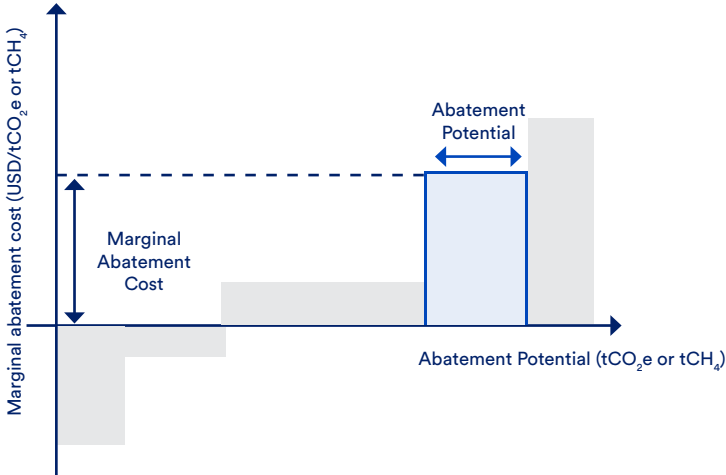 Marginal abatement cost (USD/tCO₂e or tCH₄)
Abatement
Potential
Marginal
Abatement
Cost
Abatement Potential (tCO₂e or tCH₄)